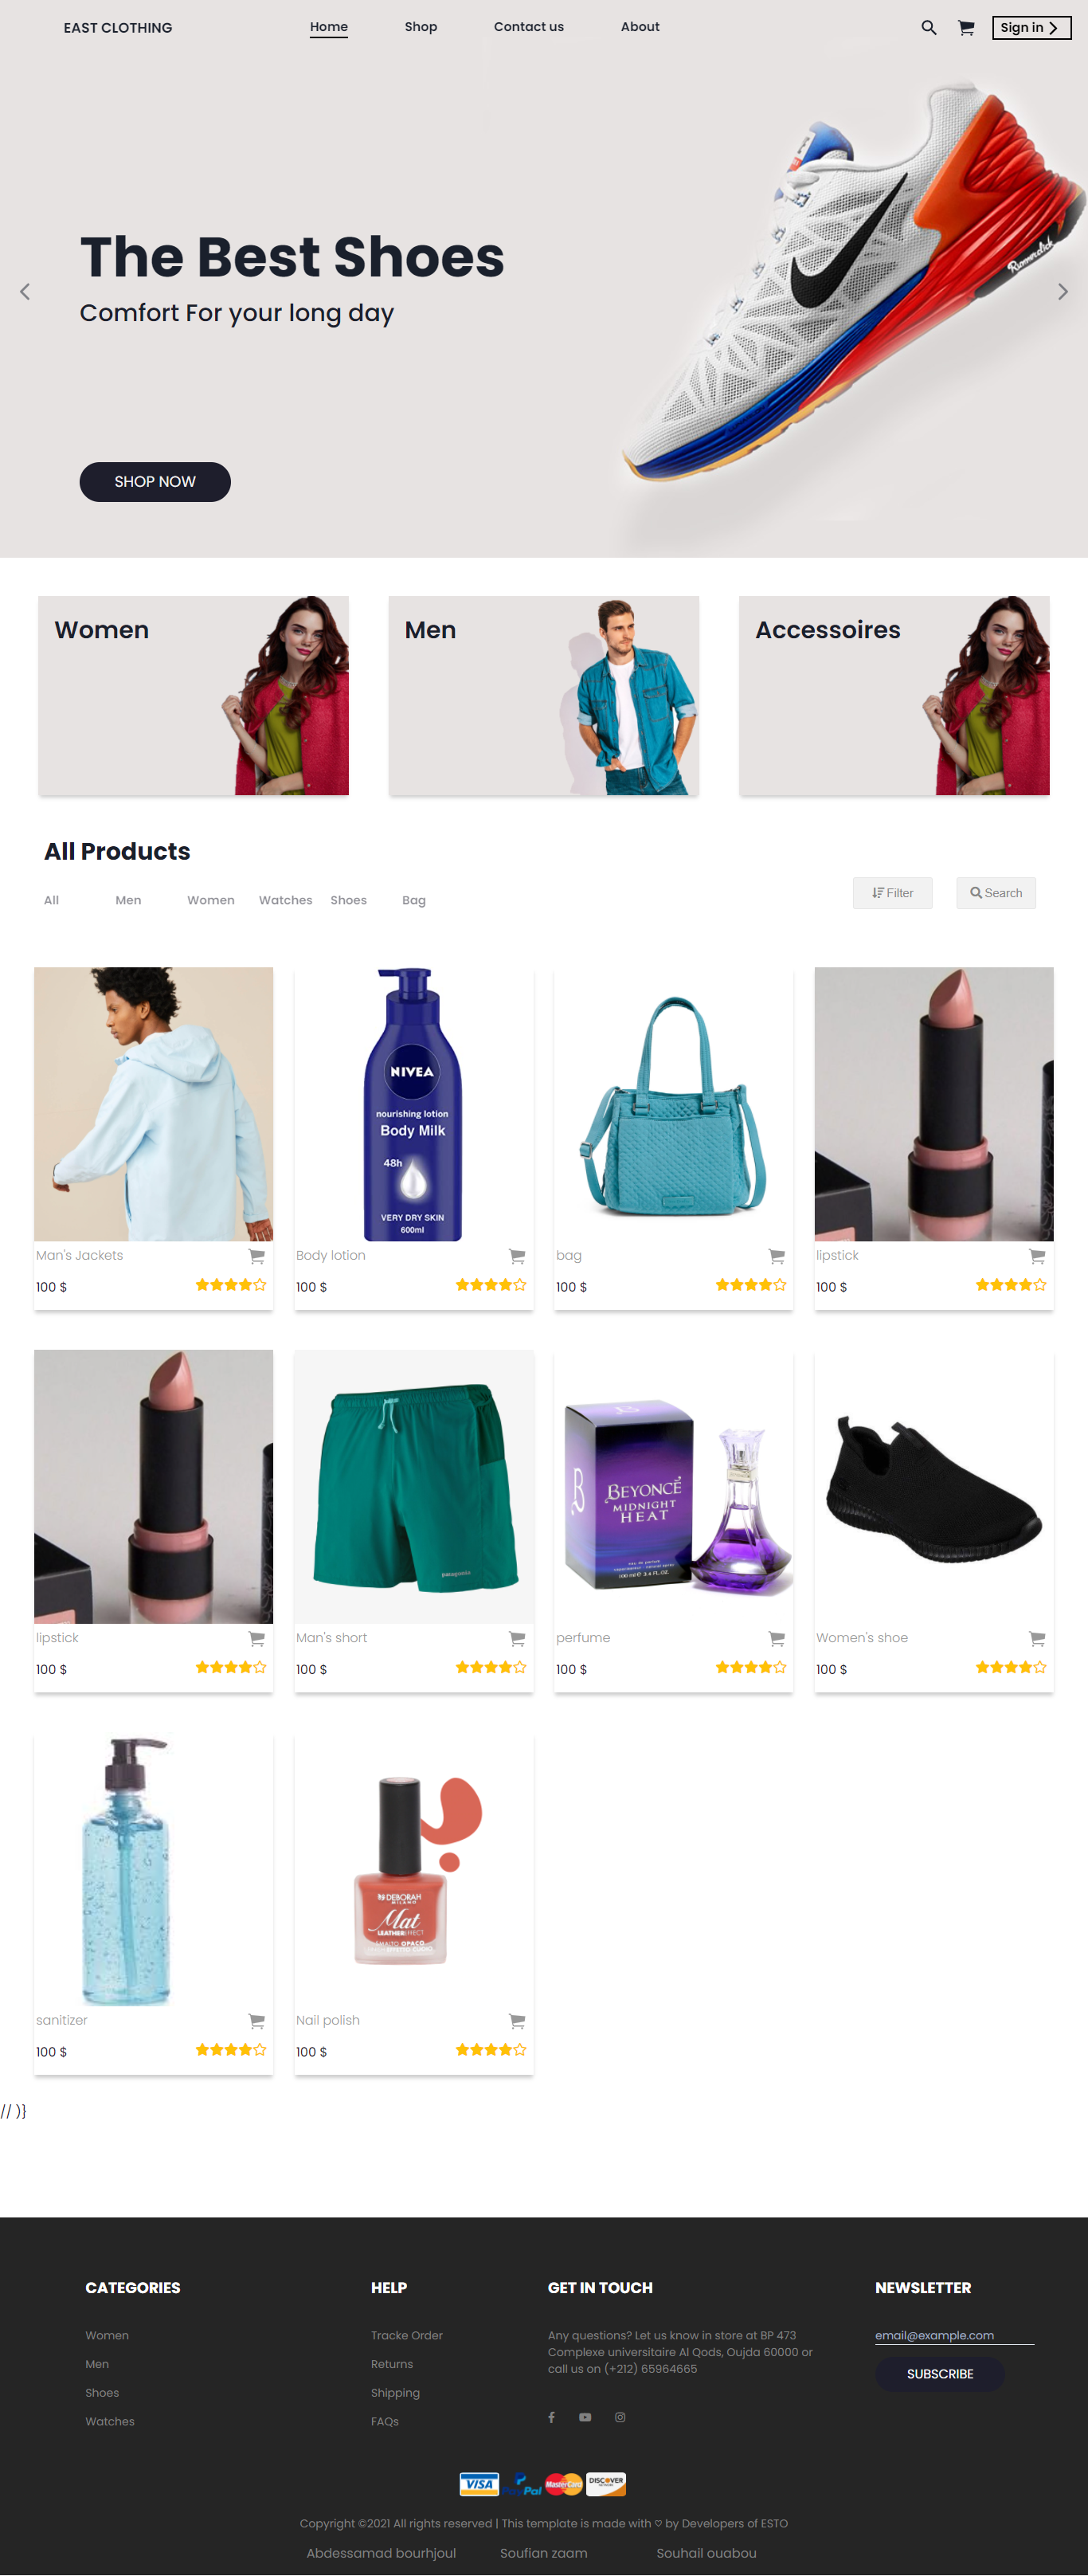 EAST CLOTHING
Home Shop Contact us About
Sign in
The Best Shoes
Comfort For your long day
SHOP NOW
Women
Men
Accessoires
All Products
All Men Women Watches Shoes Bag
Filter Search
NIVEA
nourishing lotion
Body Milk
48h
VERY DRY SKIN
600ml
Man's Jackets
100 $
Body lotion
100 $
bag
100 $
lipstick
100 $
patagonia
BEYONCÉ
MIDNIGHT
HEAT
lipstick
100 $
Man's short
100 $
perfume
100 $
Women's shoe
100 $
DEBORAH
MILANO
Mat
LEATHER EFFECT
sanitizer
100 $
Nail polish
100 $
// )}
CATEGORIES
Women
Men
Shoes
Watches
HELP
Tracke Order
Returns
Shipping
FAQs
GET IN TOUCH
Any questions? Let us know in store at BP 473
Complexe universitaire Al Qods, Oujda 60000 or
call us on (+212) 65964665
NEWSLETTER
email@example.com
SUBSCRIBE
VISA PayPal MasterCard DISCOVER
Copyright ©2021 All rights reserved | This template is made with ♡ by Developers of ESTO
Abdessamad bourhjoul Soufian zaam Souhail ouabou